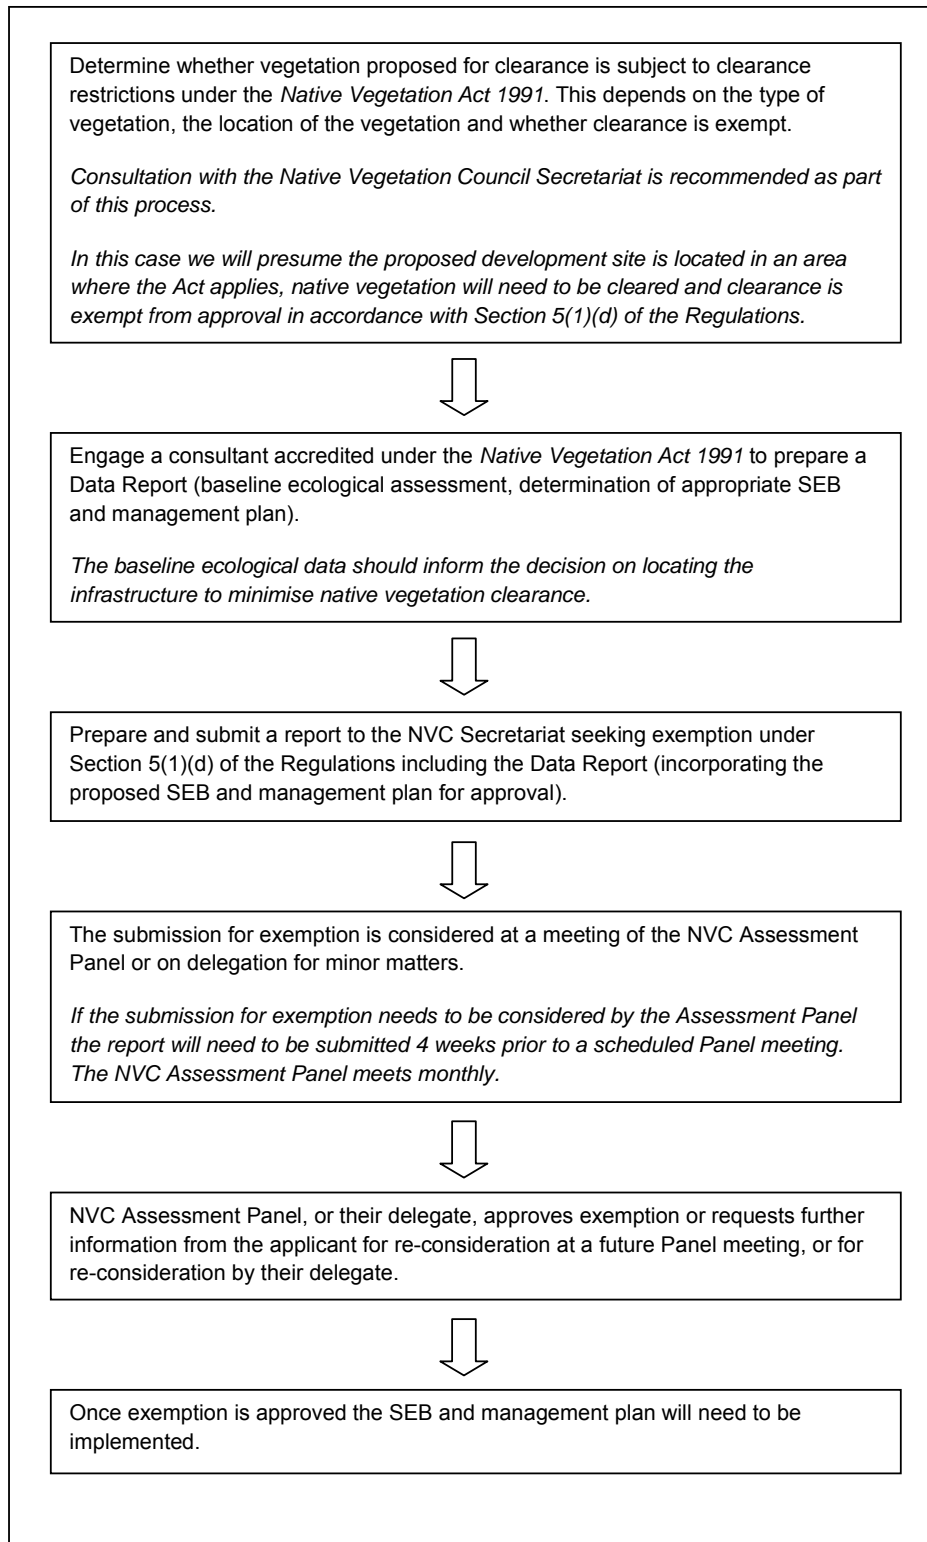 Determine whether vegetation proposed for clearance is subject to clearance
restrictions under the Native Vegetation Act 1991. This depends on the type of
vegetation, the location of the vegetation and whether clearance is exempt.
Consultation with the Native Vegetation Council Secretariat is recommended as part
of this process.
In this case we will presume the proposed development site is located in an area
where the Act applies, native vegetation will need to be cleared and clearance is
exempt from approval in accordance with Section 5(1)(d) of the Regulations.
Engage a consultant accredited under the Native Vegetation Act 1991 to prepare a
Data Report (baseline ecological assessment, determination of appropriate SEB
and management plan).
The baseline ecological data should inform the decision on locating the
infrastructure to minimise native vegetation clearance.
Prepare and submit a report to the NVC Secretariat seeking exemption under
Section 5(1)(d) of the Regulations including the Data Report (incorporating the
proposed SEB and management plan for approval).
The submission for exemption is considered at a meeting of the NVC Assessment
Panel or on delegation for minor matters.
If the submission for exemption needs to be considered by the Assessment Panel
the report will need to be submitted 4 weeks prior to a scheduled Panel meeting.
The NVC Assessment Panel meets monthly.
NVC Assessment Panel, or their delegate, approves exemption or requests further
information from the applicant for re-consideration at a future Panel meeting, or for
re-consideration by their delegate.
Once exemption is approved the SEB and management plan will need to be
implemented.